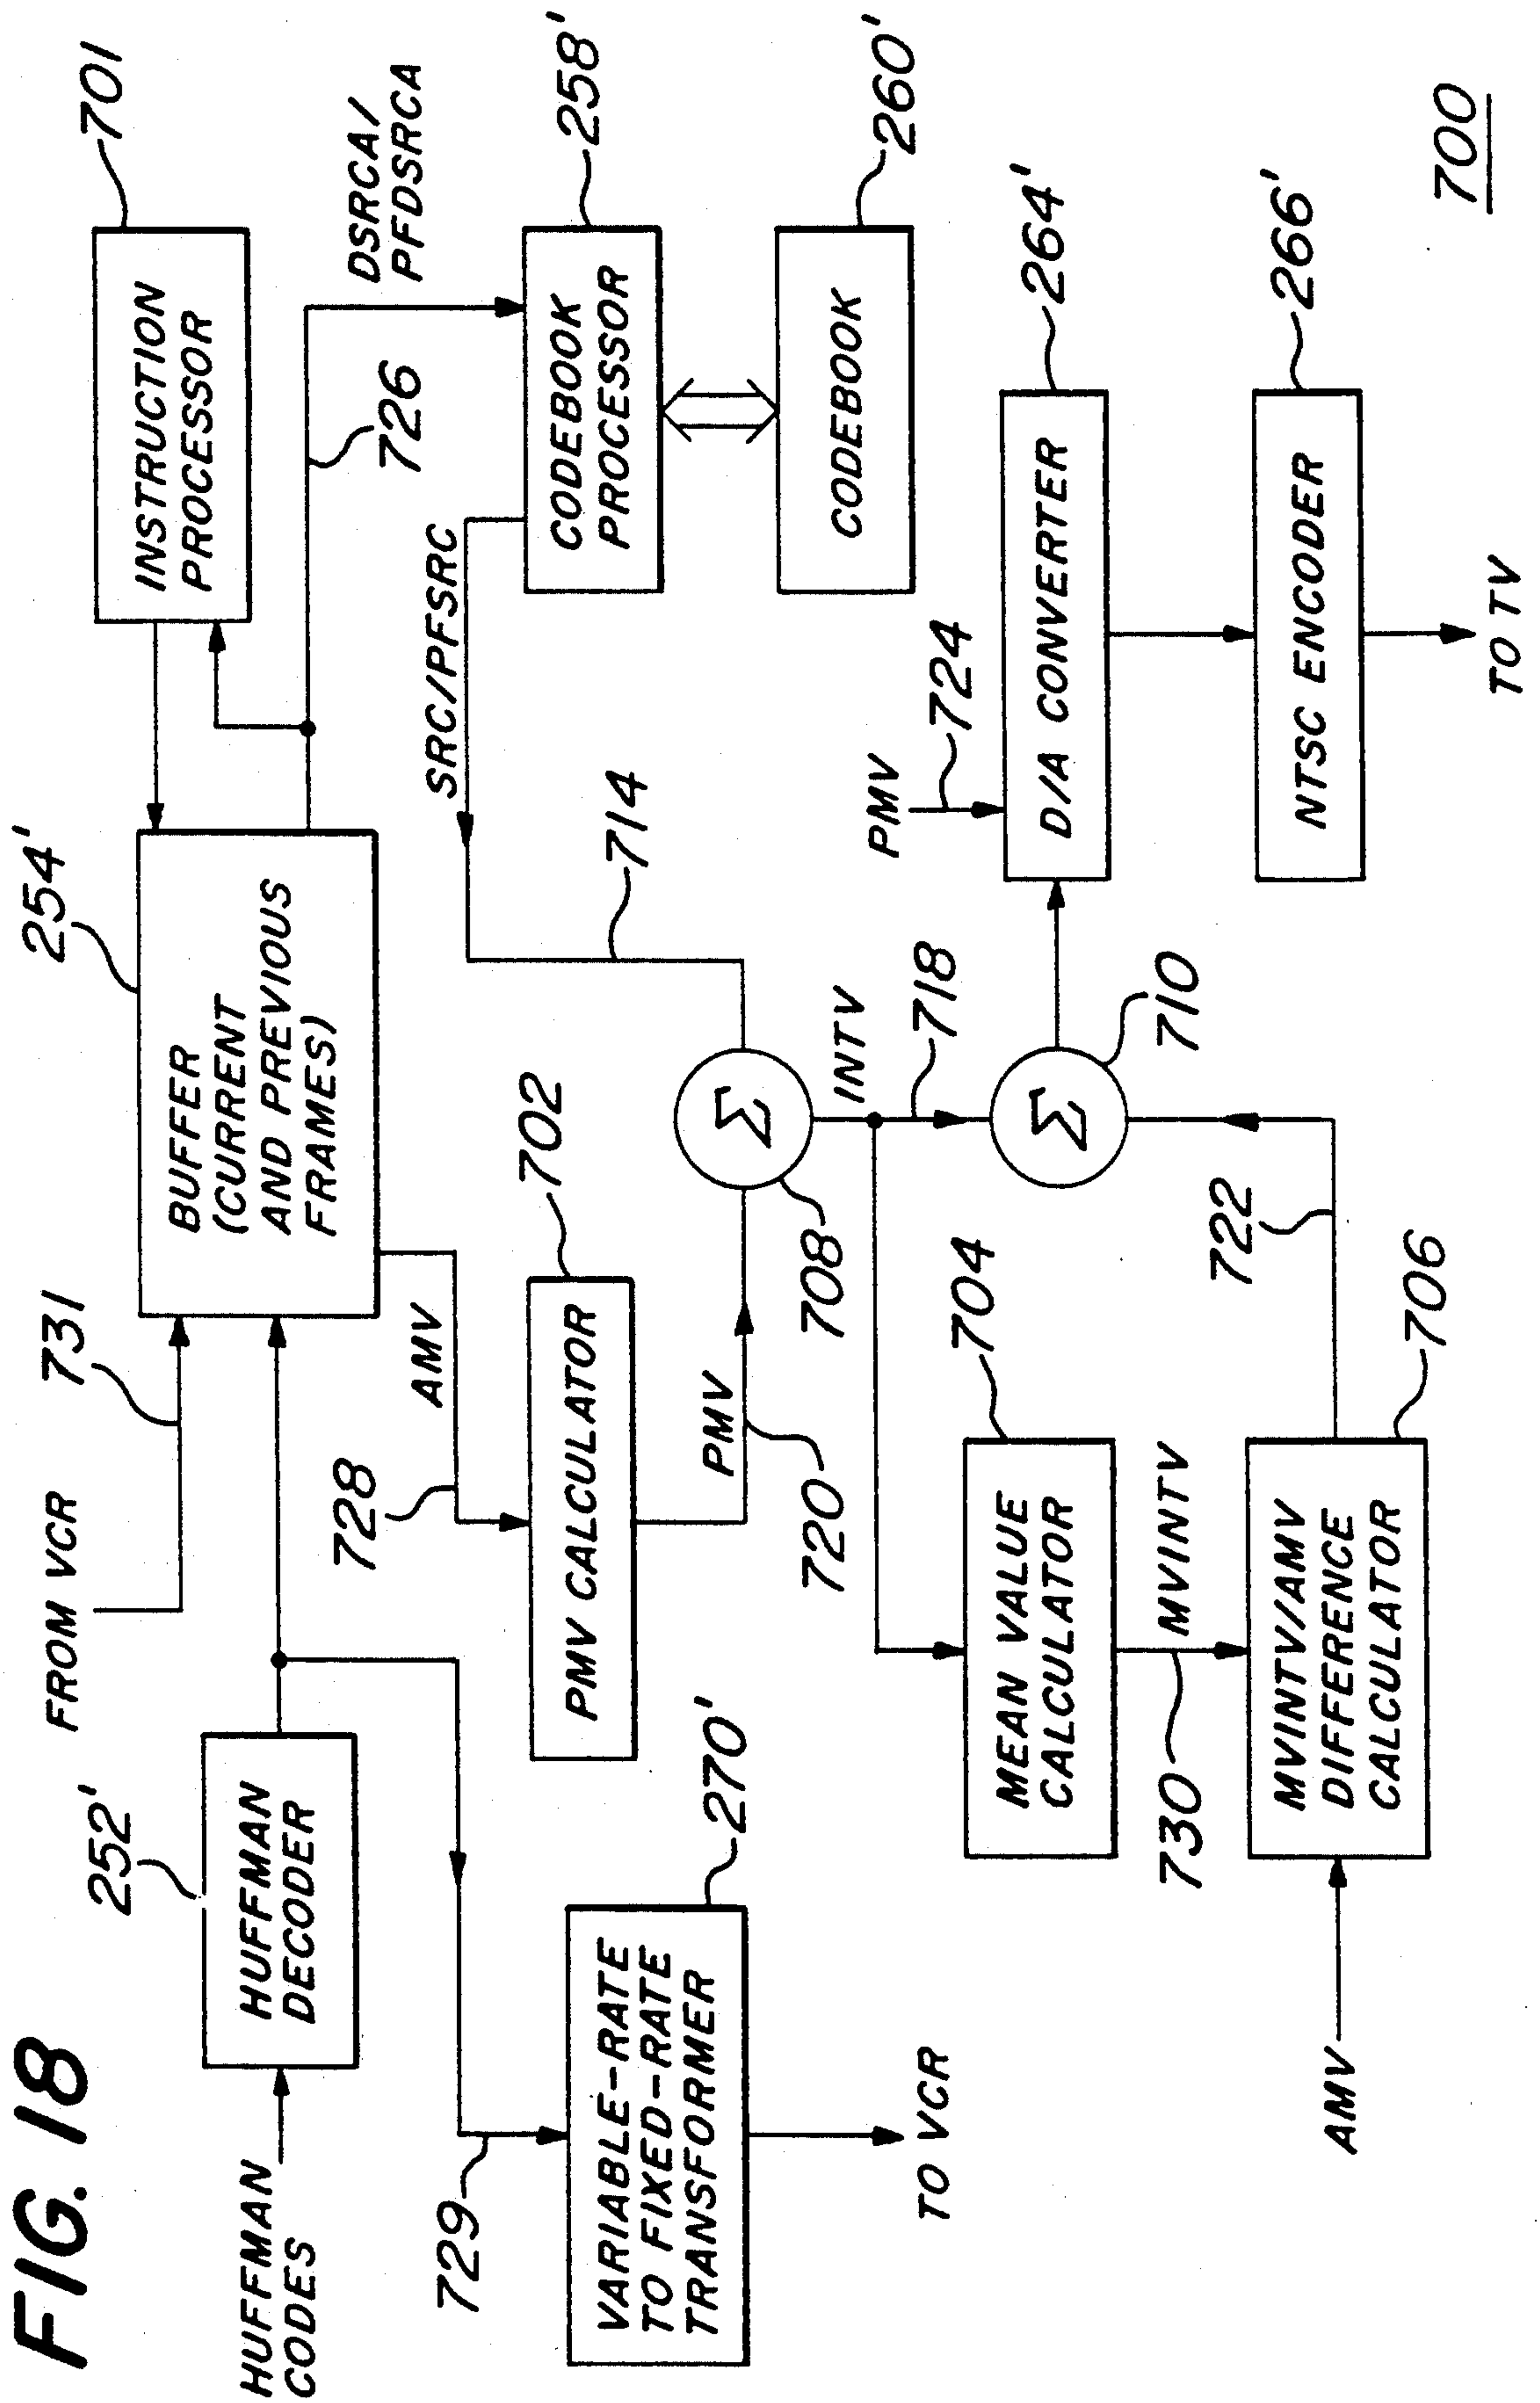 FIG. 18
HUFFMAN
CODES
252'
HUFFMAN
DECODER
FROM VCR
731
254'
BUFFER
(CURRENT
AND PREVIOUS
FRAMES)
701
INSTRUCTION
PROCESSOR
729
728
AMV
726
DSRCA/
PFDSRCA
VARIABLE-RATE
TO FIXED-RATE
TRANSFORMER
270'
TO VCR
702
PMV CALCULATOR
PMV
720
708
Σ
714
SRC/PFSRC
258'
CODEBOOK
PROCESSOR
260'
CODEBOOK
INTV
718
704
MEAN VALUE
CALCULATOR
730
MVINTV
MVINTV/AMV
DIFFERENCE
CALCULATOR
706
AMV
722
Σ
710
PMV
724
264'
D/A CONVERTER
266'
NTSC ENCODER
TO TV
700